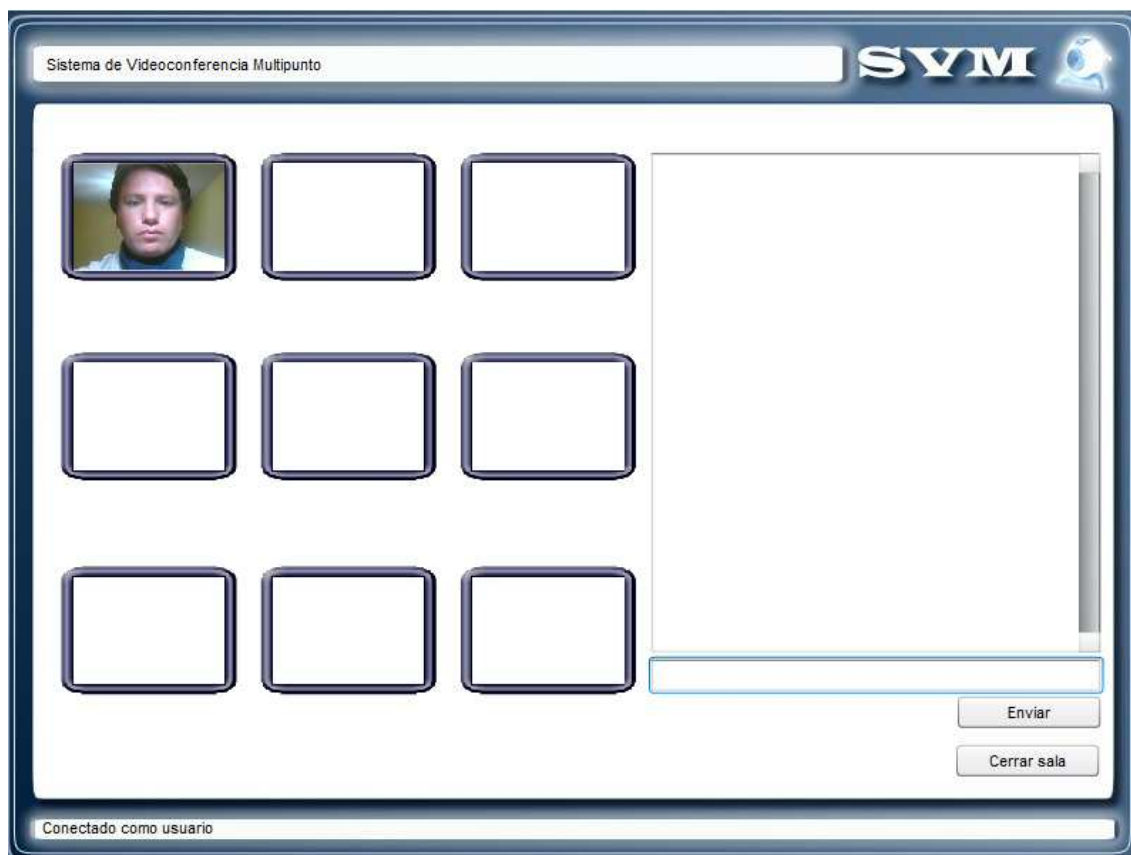 Sistema de Videoconferencia Multipunto
SVM
Enviar
Cerrar sala
Conectado como usuario